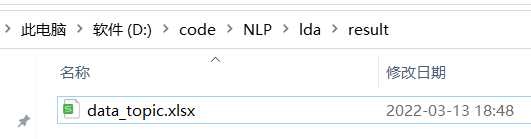 此电脑 > 软件 (D:) > code > NLP > lda > result
名称 修改日期
data_topic.xlsx 2022-03-13 18:48